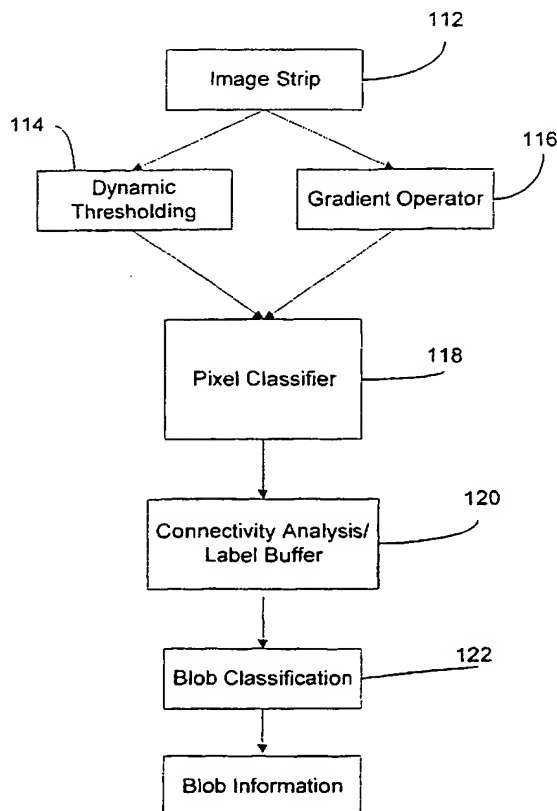 112
Image Strip
114
116
Dynamic
Thresholding
Gradient Operator
Pixel Classifier
118
120
Connectivity Analysis/
Label Buffer
122
Blob Classification
Blob Information